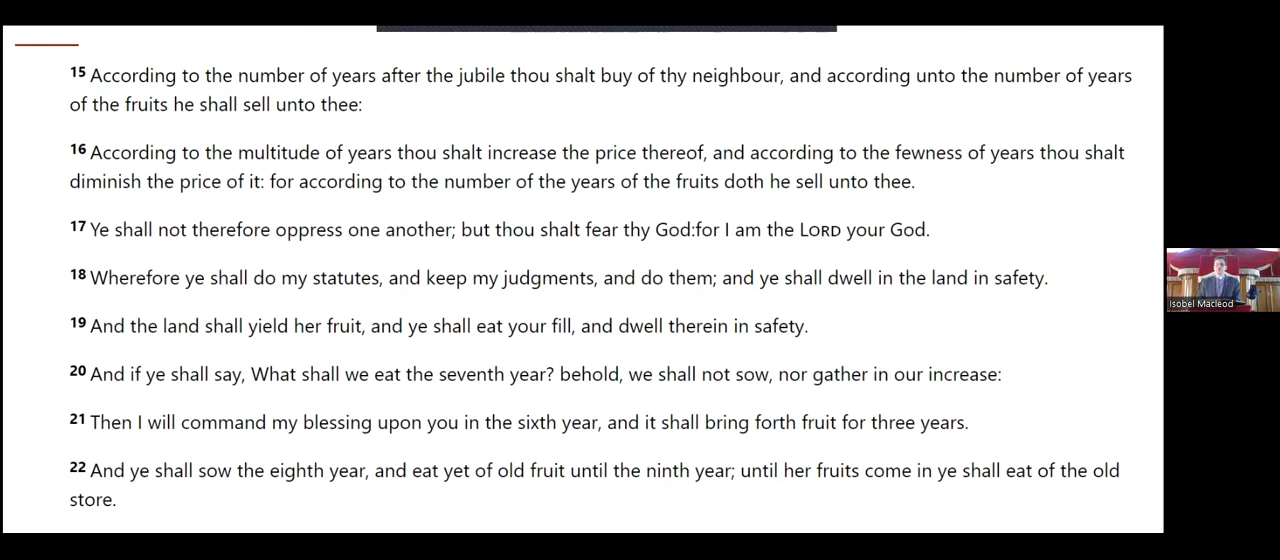 15 According to the number of years after the jubile thou shalt buy of thy neighbour, and according unto the number of years
of the fruits he shall sell unto thee:
16 According to the multitude of years thou shalt increase the price thereof, and according to the fewness of years thou shalt
diminish the price of it: for according to the number of the years of the fruits doth he sell unto thee.
17 Ye shall not therefore oppress one another; but thou shalt fear thy God:for I am the LORD your God.
18 Wherefore ye shall do my statutes, and keep my judgments, and do them; and ye shall dwell in the land in safety.
19 And the land shall yield her fruit, and ye shall eat your fill, and dwell therein in safety.
20 And if ye shall say, What shall we eat the seventh year? behold, we shall not sow, nor gather in our increase:
21 Then I will command my blessing upon you in the sixth year, and it shall bring forth fruit for three years.
22 And ye shall sow the eighth year, and eat yet of old fruit until the ninth year; until her fruits come in ye shall eat of the old
store.
Isobel Macleod